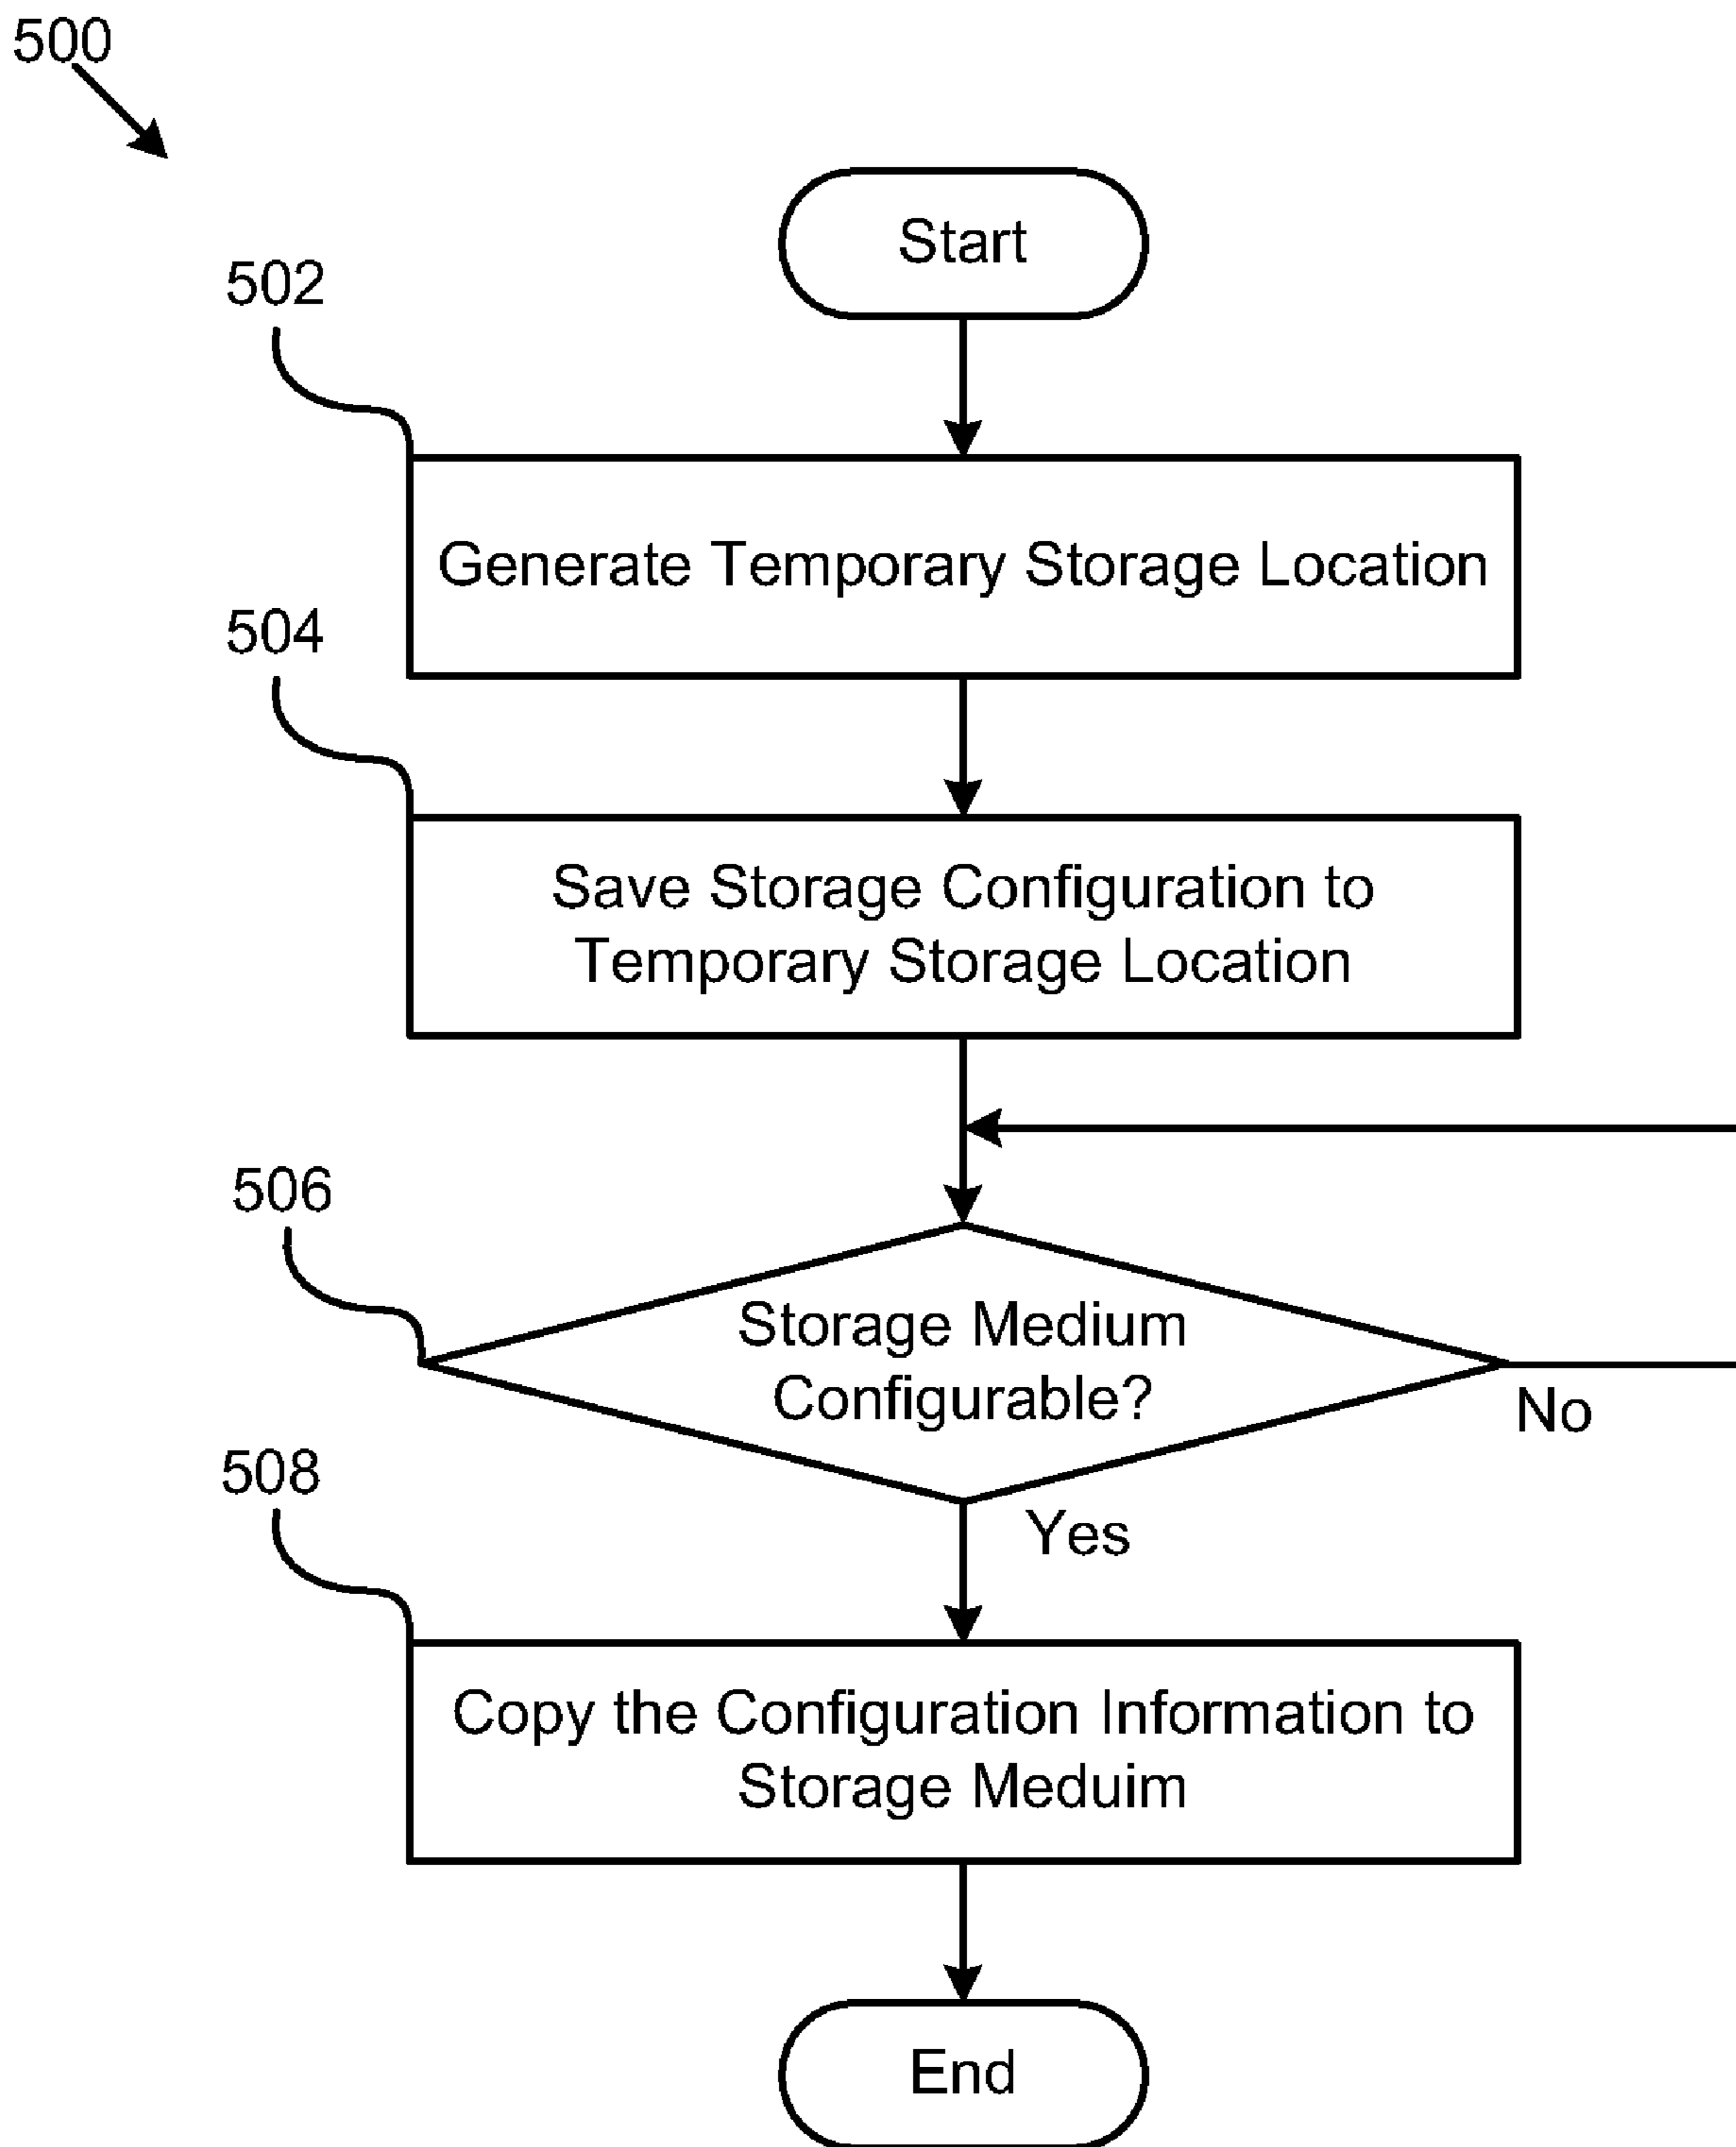 500
Start
502
Generate Temporary Storage Location
504
Save Storage Configuration to
Temporary Storage Location
506
Storage Medium
Configurable?
No
508
Yes
Copy the Configuration Information to
Storage Meduim
End